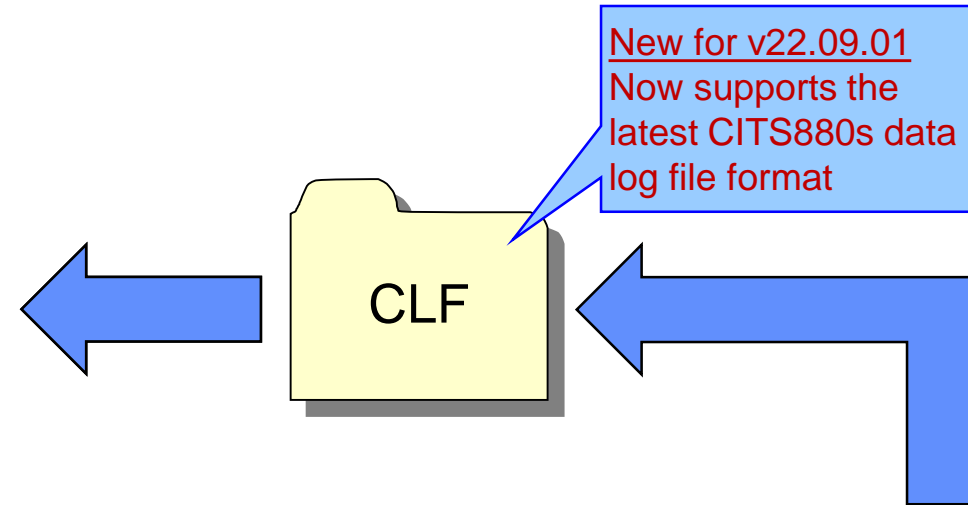 New for v22.09.01
Now supports the
latest CITS880s data
log file format
CLF